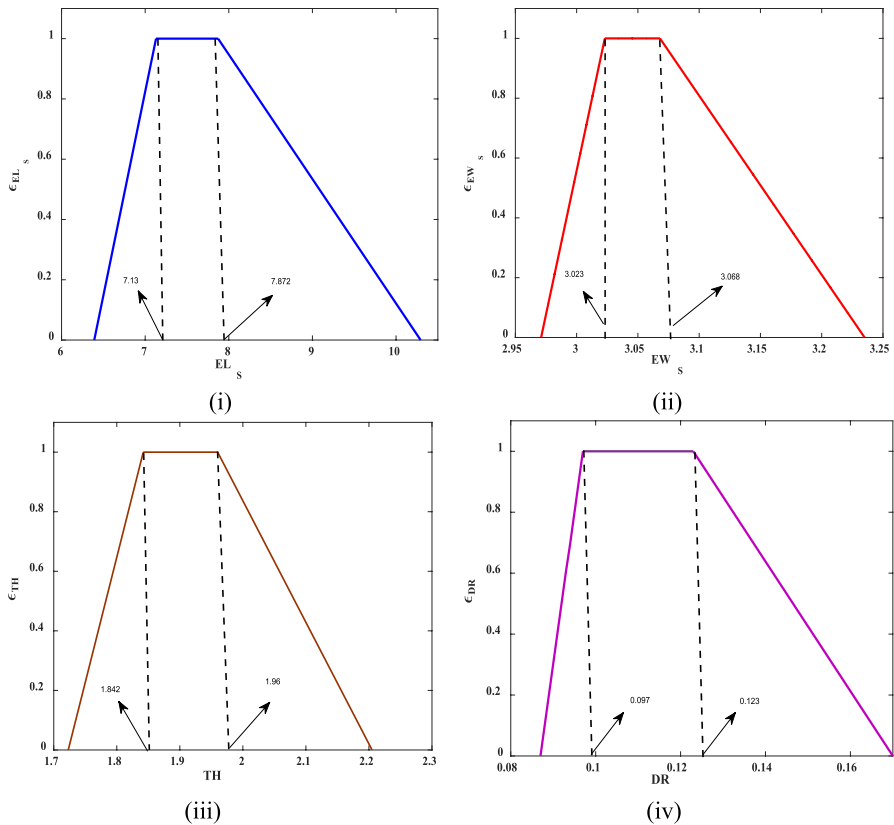 1
0.8
0.6
0.4
0.2
0
ϵ EL s
7.13
7.872
6 7 8 9 10
EL s
(i)
1
0.8
0.6
0.4
0.2
0
ϵ EW s
3.023
3.068
2.95 3 3.05 3.1 3.15 3.2 3.25
EW s
(ii)
1
0.8
0.6
0.4
0.2
0
ϵ TH
1.842
1.96
1.7 1.8 1.9 2 2.1 2.2 2.3
TH
(iii)
1
0.8
0.6
0.4
0.2
0
ϵ DR
0.097
0.123
0.08 0.1 0.12 0.14 0.16
DR
(iv)